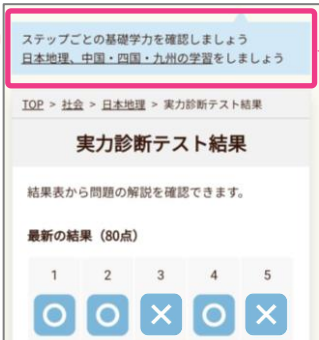 ステップごとの基礎学力を確認しましょう
日本地理、中国・四国・九州の学習をしましょう
TOP > 社会 > 日本地理 > 実力診断テスト結果
実力診断テスト結果
結果表から問題の解説を確認できます。
最新の結果（80点）
1 2 3 4 5
○ ○ × ○ ×